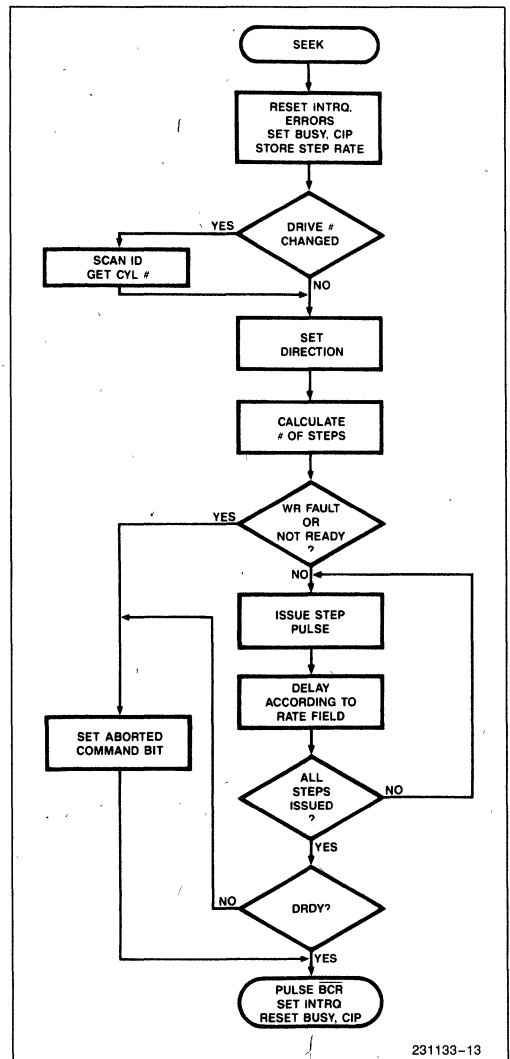 SEEK
RESET INTRQ,
ERRORS
SET BUSY, CIP
STORE STEP RATE
YES
DRIVE #
CHANGED
SCAN ID
GET CYL #
NO
SET
DIRECTION
CALCULATE
# OF STEPS
YES
WR FAULT
OR
NOT READY
?
NO
ISSUE STEP
PULSE
DELAY
ACCORDING TO
RATE FIELD
SET ABORTED
COMMAND BIT
ALL
STEPS
ISSUED
?
NO
YES
NO
DRDY?
YES
PULSE B̅C̅R̅
SET INTRQ
RESET BUSY, CIP
231133-13